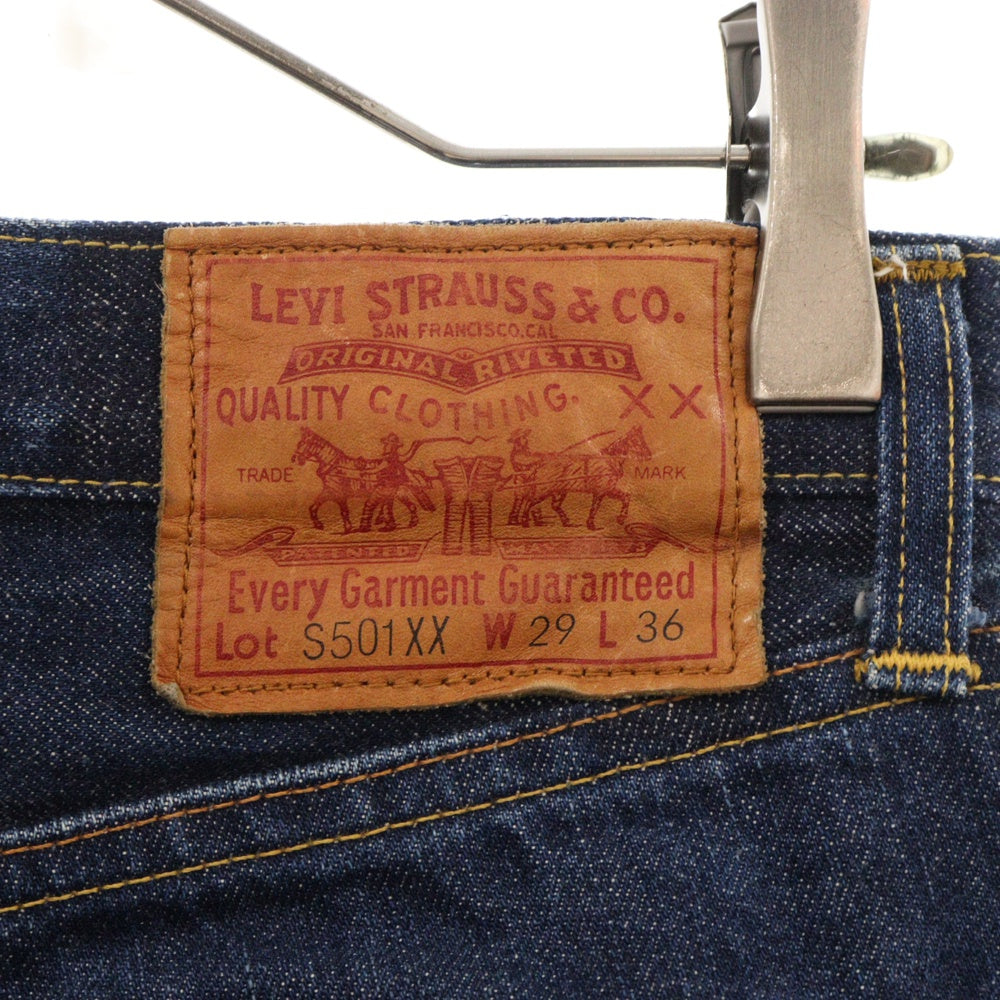 LEVI STRAUSS & CO.
SAN FRANCISCO.CAL
ORIGINAL RIVETED
QUALITY CLOTHING. XX
TRADE MARK
PATENTED
Every Garment Guaranteed
Lot S501XX W 29 L 36